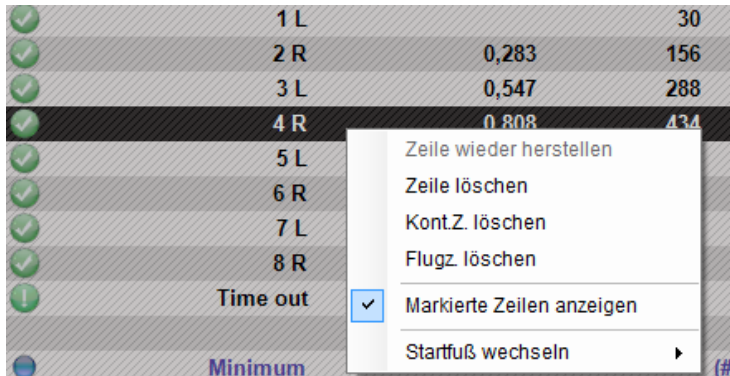 1 L 30
2 R 0,283 156
3 L 0,547 288
4 R 0,808 434
Zeile wieder herstellen
5 L
Zeile löschen
6 R
Kont.Z. löschen
7 L
Flugz. löschen
8 R
Time out
Markierte Zeilen anzeigen
Startfuß wechseln
Minimum (#